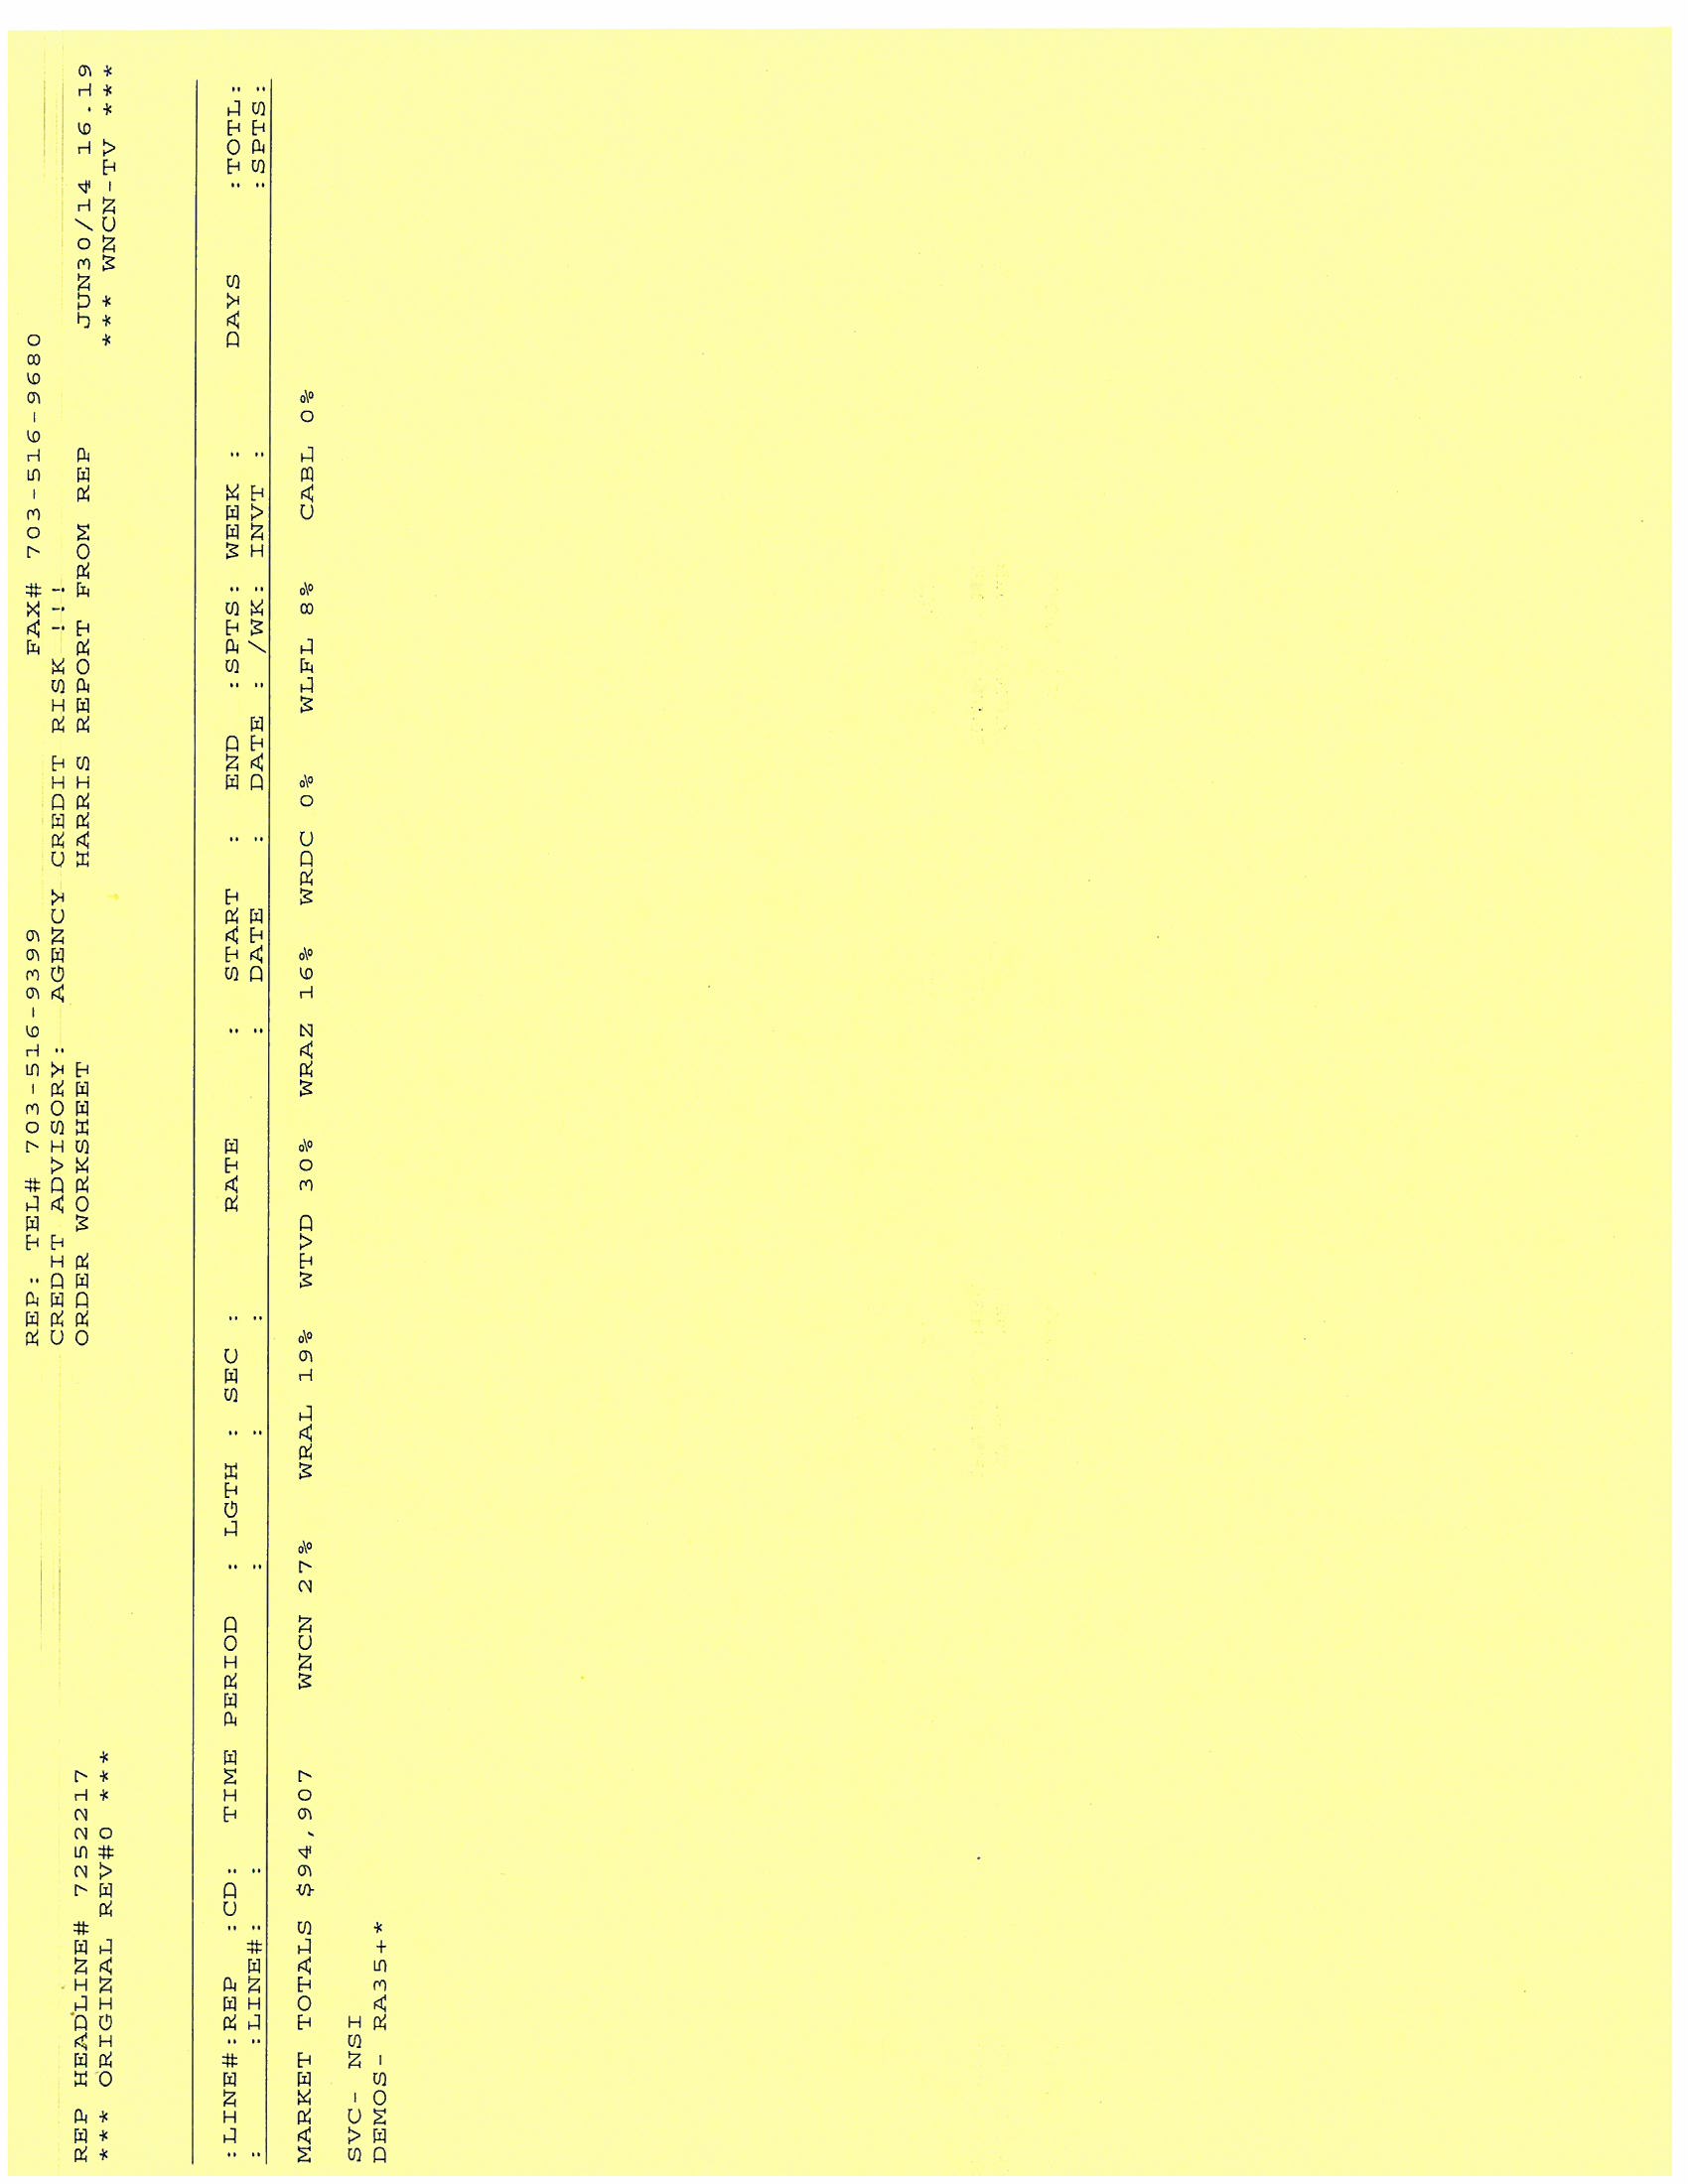 REP: TEL# 703-516-9399 FAX# 703-516-9680
CREDIT ADVISORY: AGENCY CREDIT RISK !!!
REP HEADLINE# 7252217 ORDER WORKSHEET HARRIS REPORT FROM REP JUN30/14 16.19
*** ORIGINAL REV#0 *** *** WNCN-TV ***
:LINE#:REP :CD: TIME PERIOD : LGTH : SEC : RATE : START : END :SPTS: WEEK : DAYS :TOTL:
: :LINE#: : : : : DATE : DATE : /WK: INVT : :SPTS:
MARKET TOTALS $94,907 WNCN 27% WRAL 19% WTVD 30% WRAZ 16% WRDC 0% WLFL 8% CABL 0%
SVC- NSI
DEMOS- RA35+*